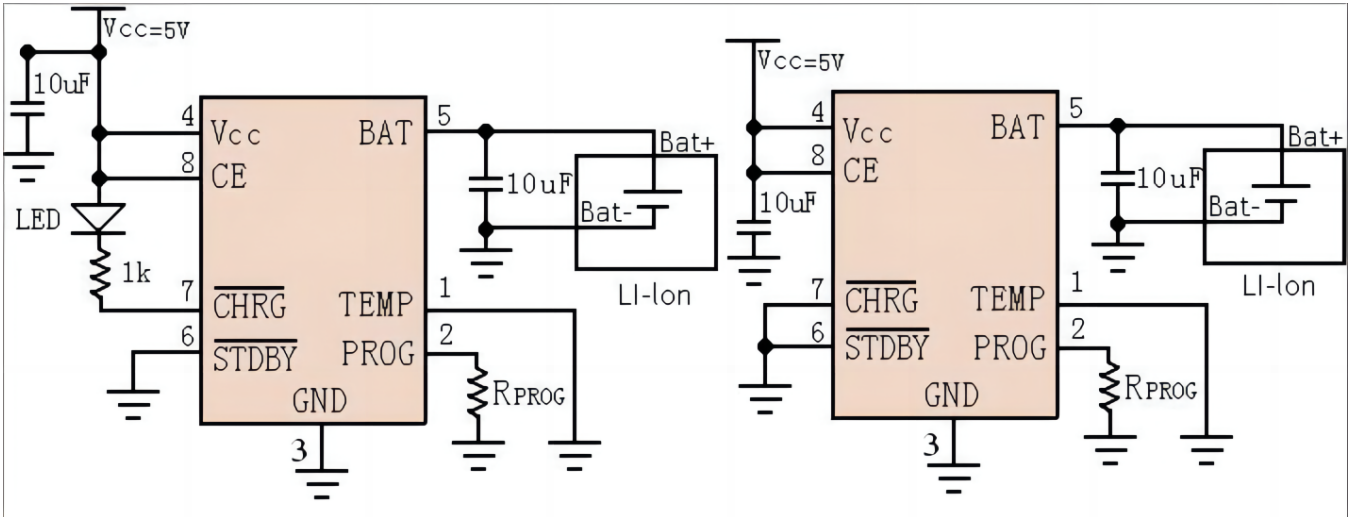 Vcc=5V
10uF
4
Vcc
BAT
5
8
CE
Bat+
10uF
Bat-
LED
1k
7
CHRG
TEMP
1
LI-lon
6
STDBY
PROG
2
RPROG
GND
3
Vcc=5V
4
Vcc
BAT
5
8
CE
Bat+
10uF
10uF
Bat-
7
CHRG
TEMP
1
LI-lon
6
STDBY
PROG
2
RPROG
GND
3